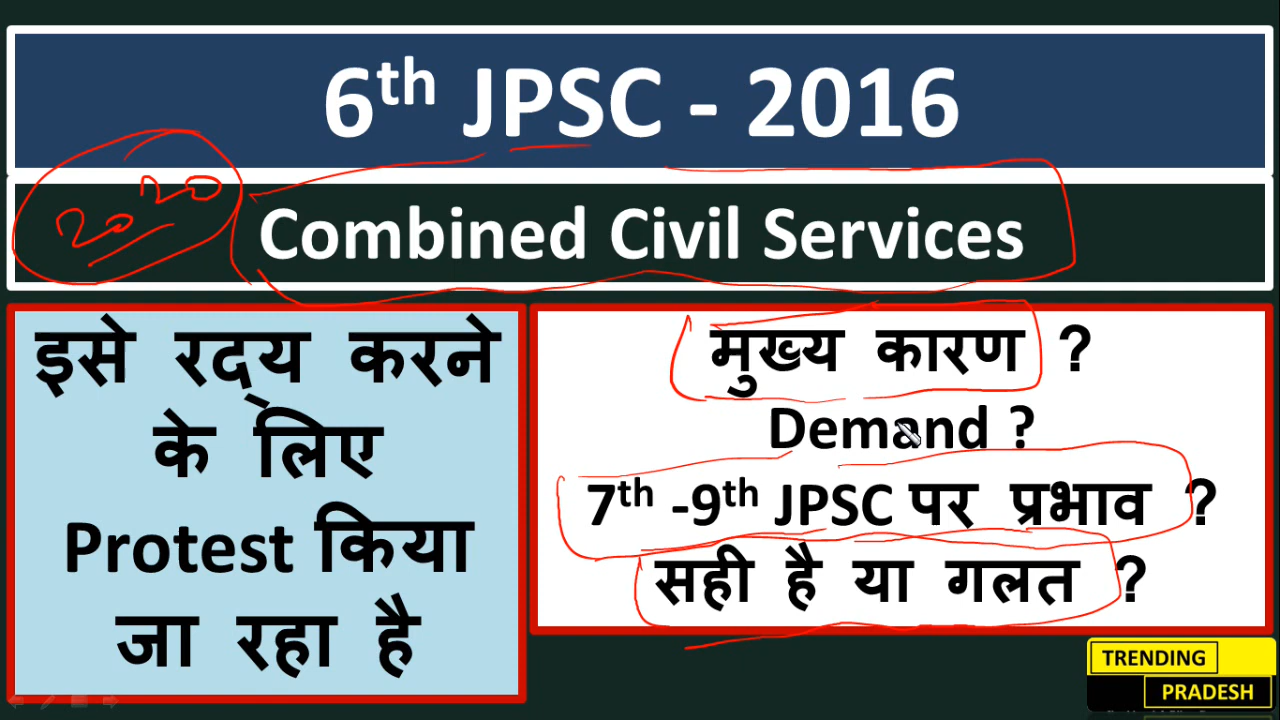 6th JPSC - 2016
2020
Combined Civil Services
इसे रद्य करने
के लिए
Protest किया
जा रहा है
मुख्य कारण ?
Demand ?
7th -9th JPSC पर प्रभाव ?
सही है या गलत ?
TRENDING
PRADESH